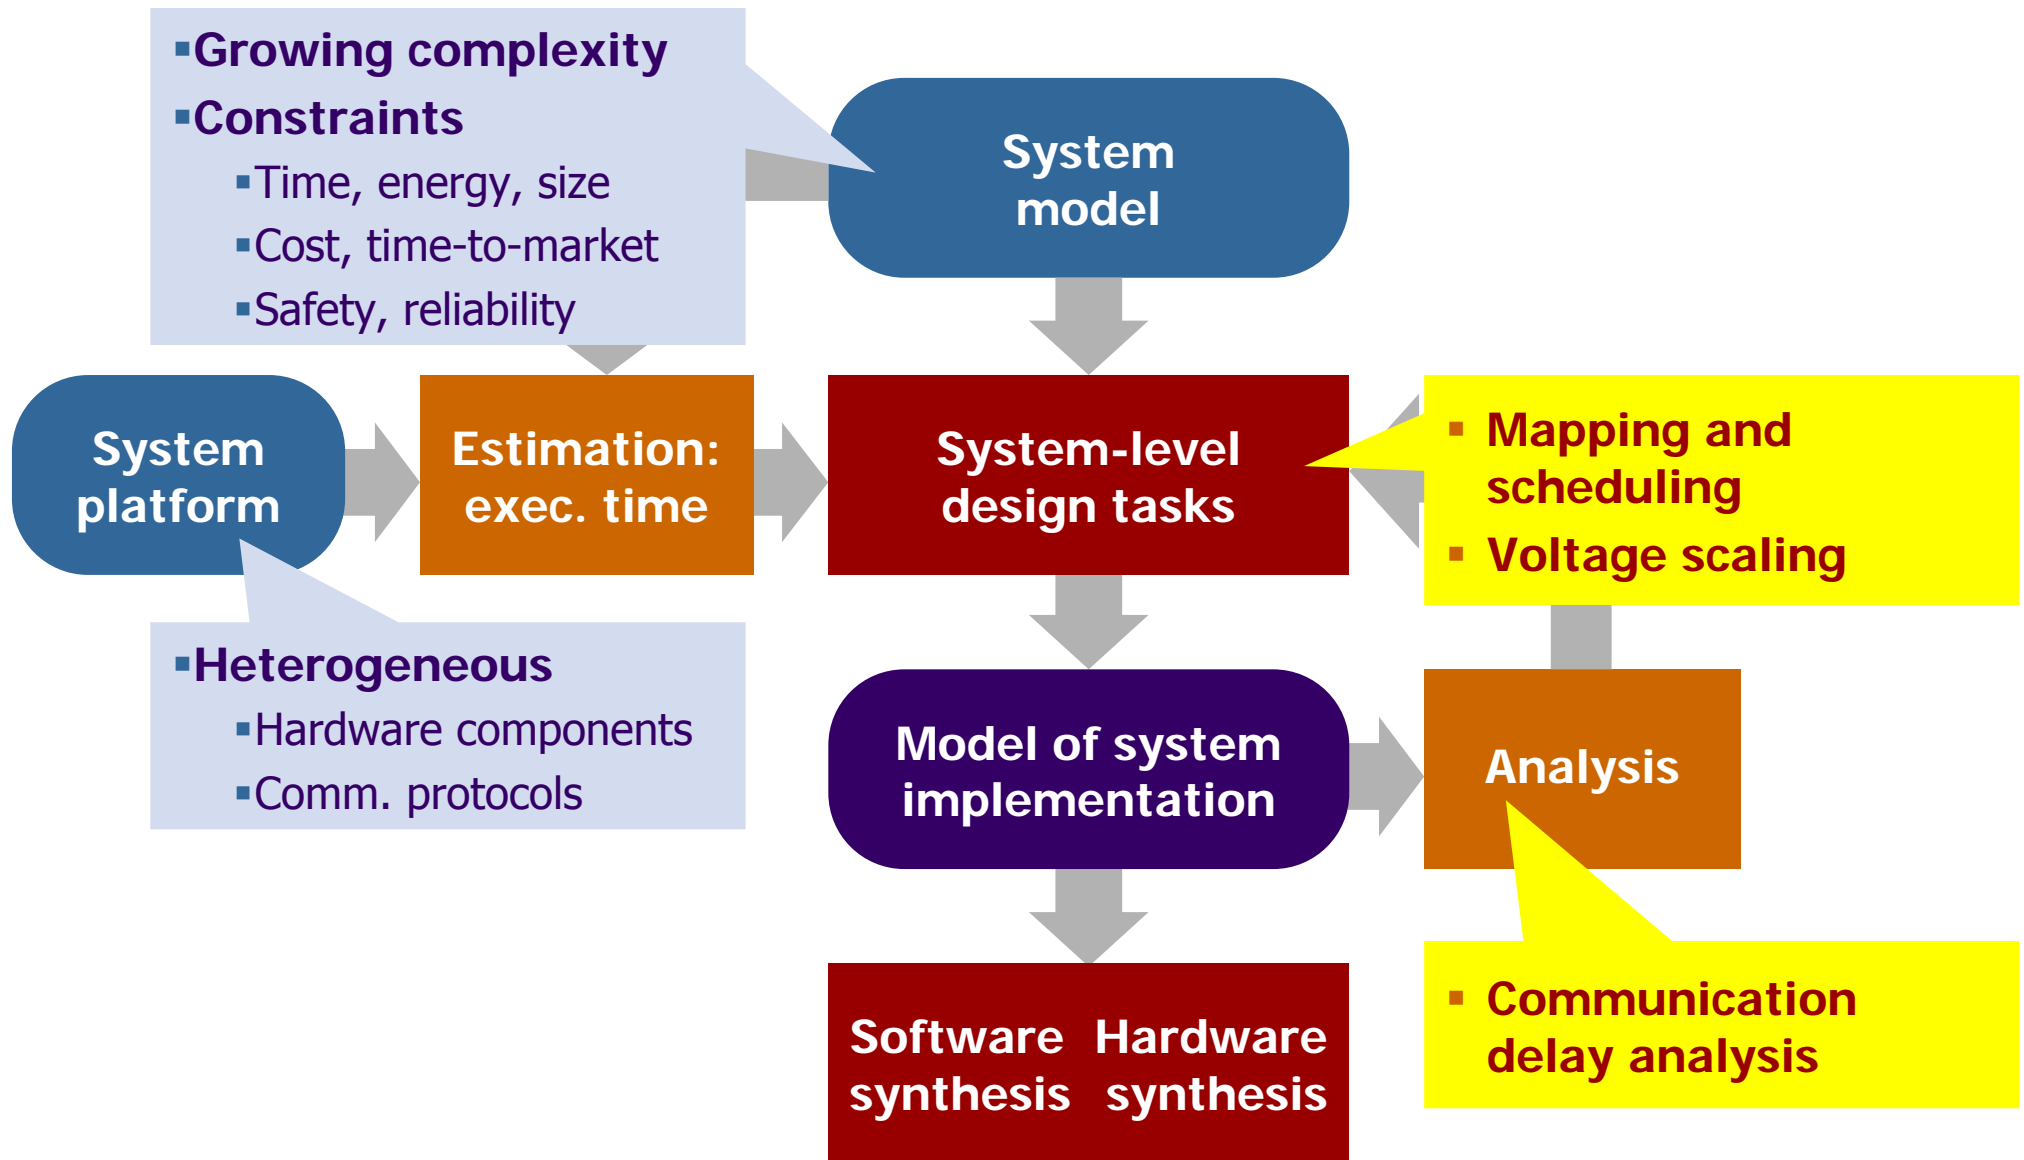 ▪Growing complexity
▪Constraints
▪Time, energy, size
▪Cost, time-to-market
▪Safety, reliability
System
model
System
platform
Estimation:
exec. time
System-level
design tasks
▪ Mapping and
scheduling
▪ Voltage scaling
▪Heterogeneous
▪Hardware components
▪Comm. protocols
Model of system
implementation
Analysis
Software
synthesis
Hardware
synthesis
▪ Communication
delay analysis